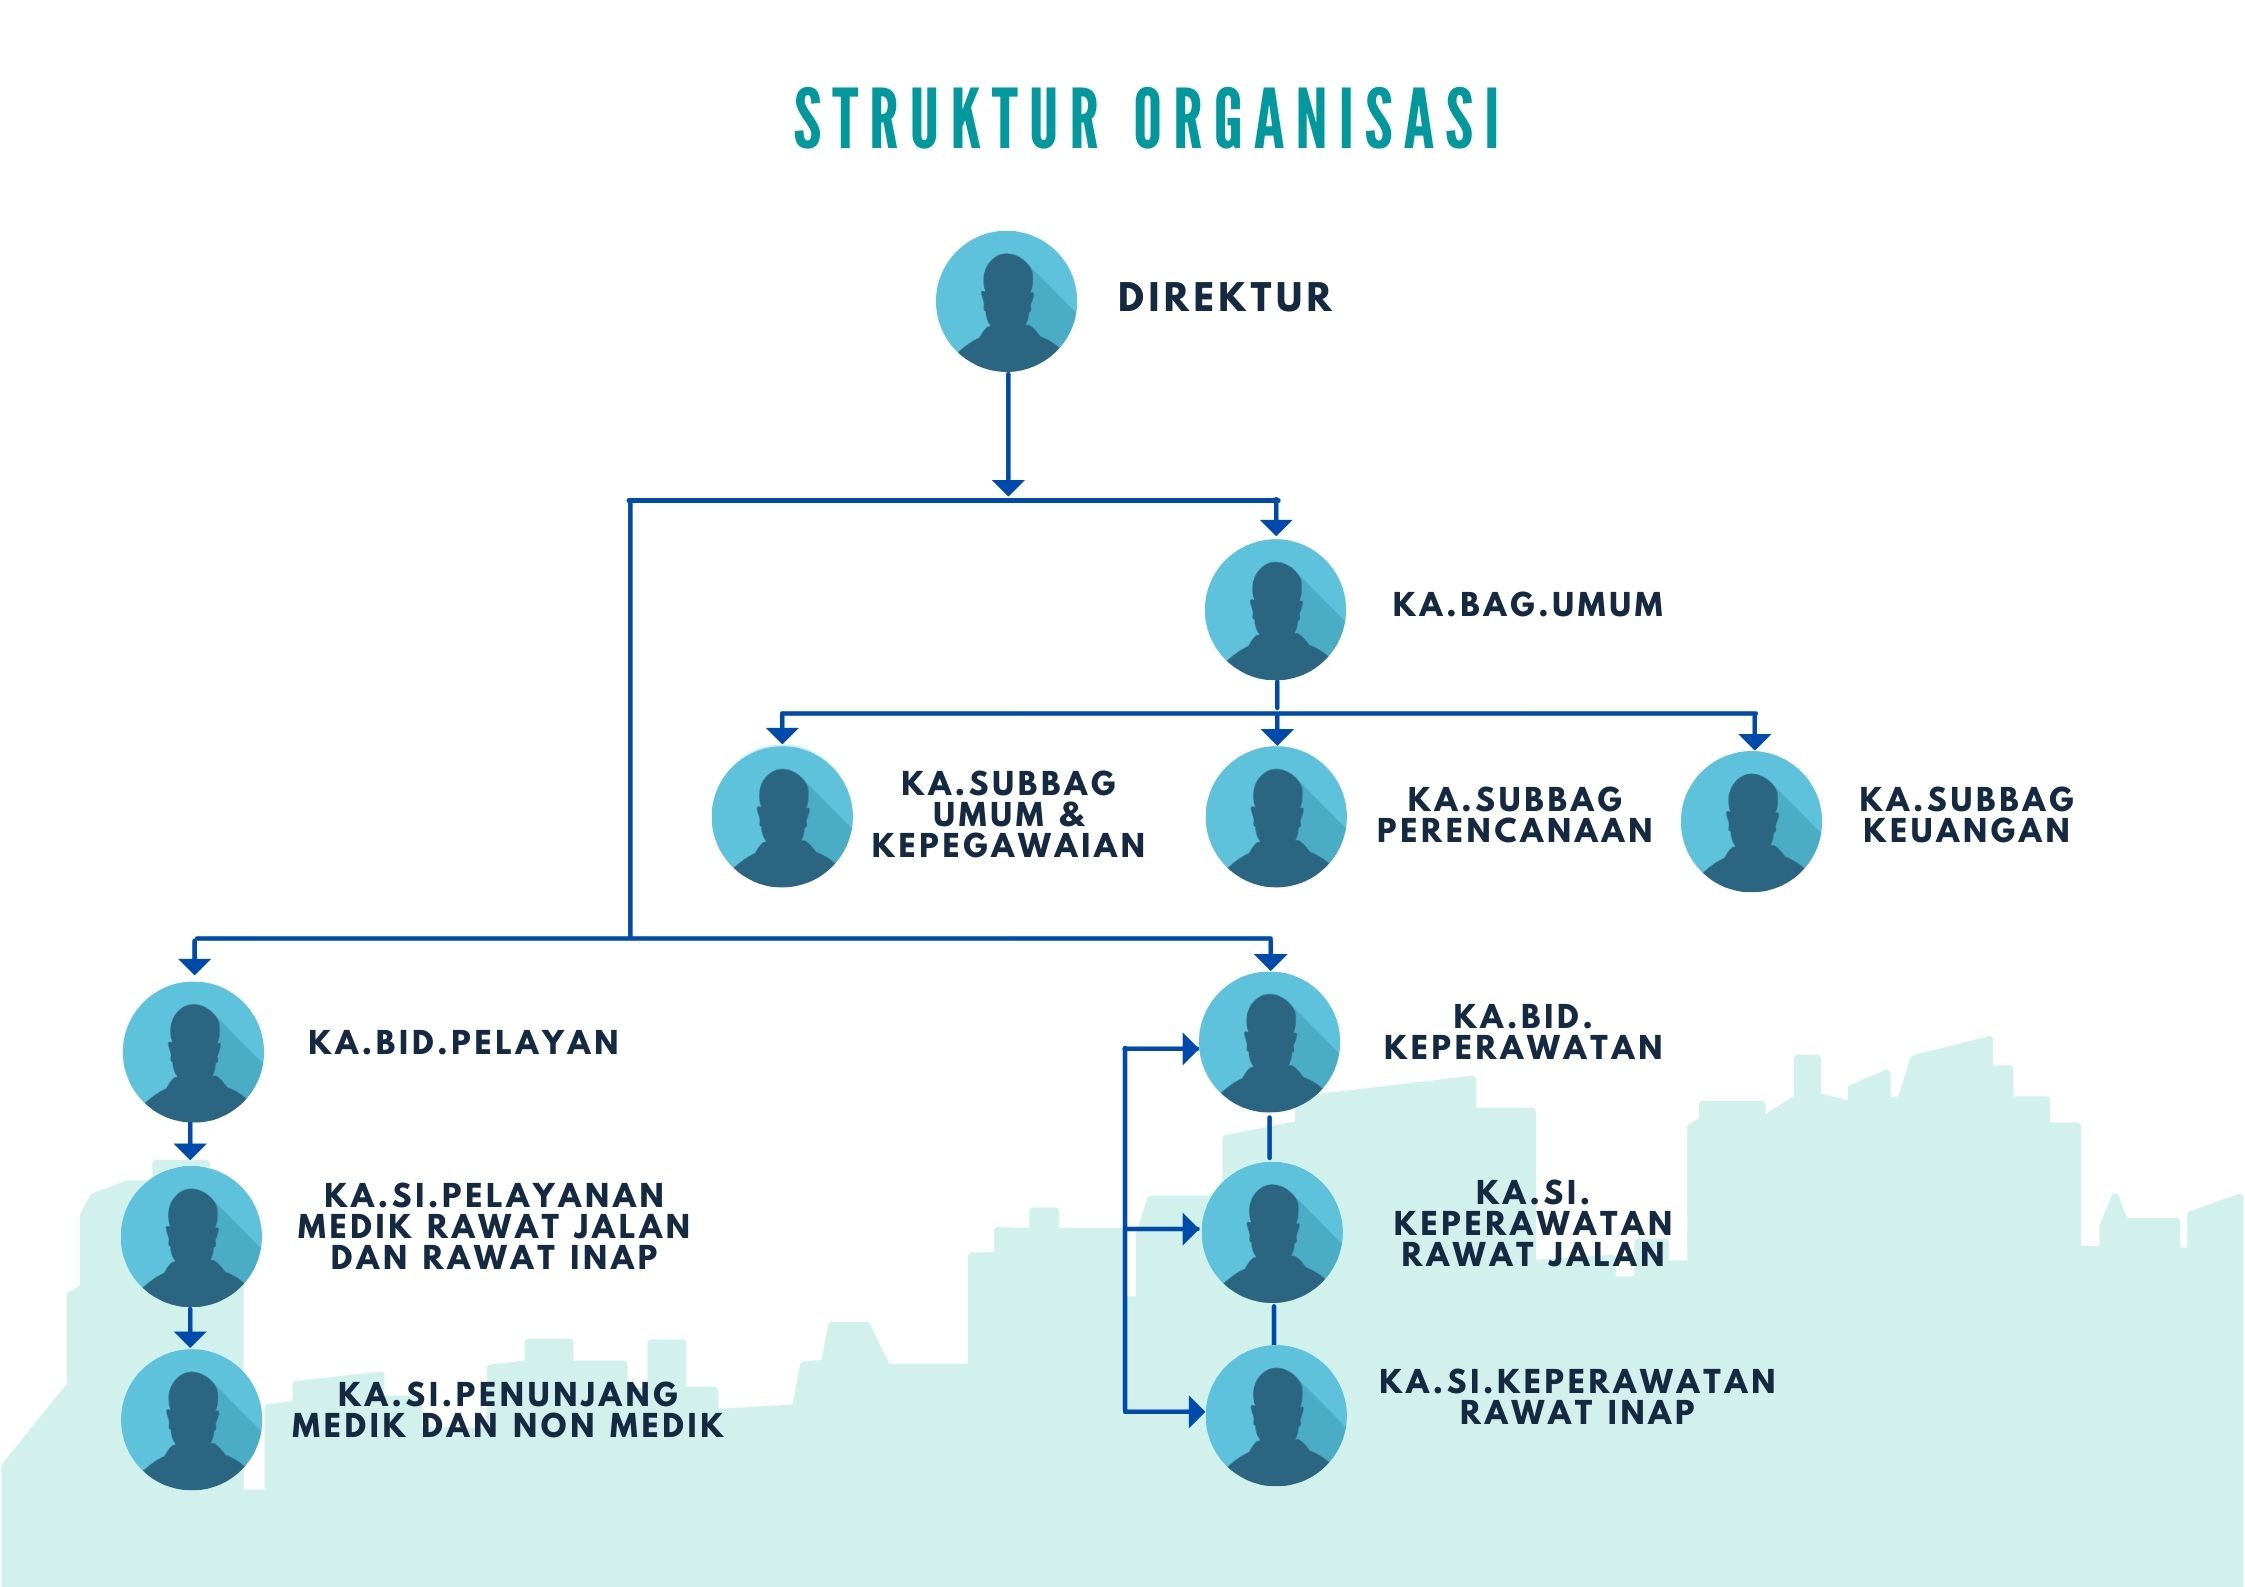 STRUKTUR ORGANISASI
DIREKTUR
KA.BAG.UMUM
KA.SUBBAG
UMUM &
KEPEGAWAIAN
KA.SUBBAG
PERENCANAAN
KA.SUBBAG
KEUANGAN
KA.BID.PELAYAN
KA.BID.
KEPERAWATAN
KA.SI.PELAYANAN
MEDIK RAWAT JALAN
DAN RAWAT INAP
KA.SI.
KEPERAWATAN
RAWAT JALAN
KA.SI.PENUNJANG
MEDIK DAN NON MEDIK
KA.SI.KEPERAWATAN
RAWAT INAP